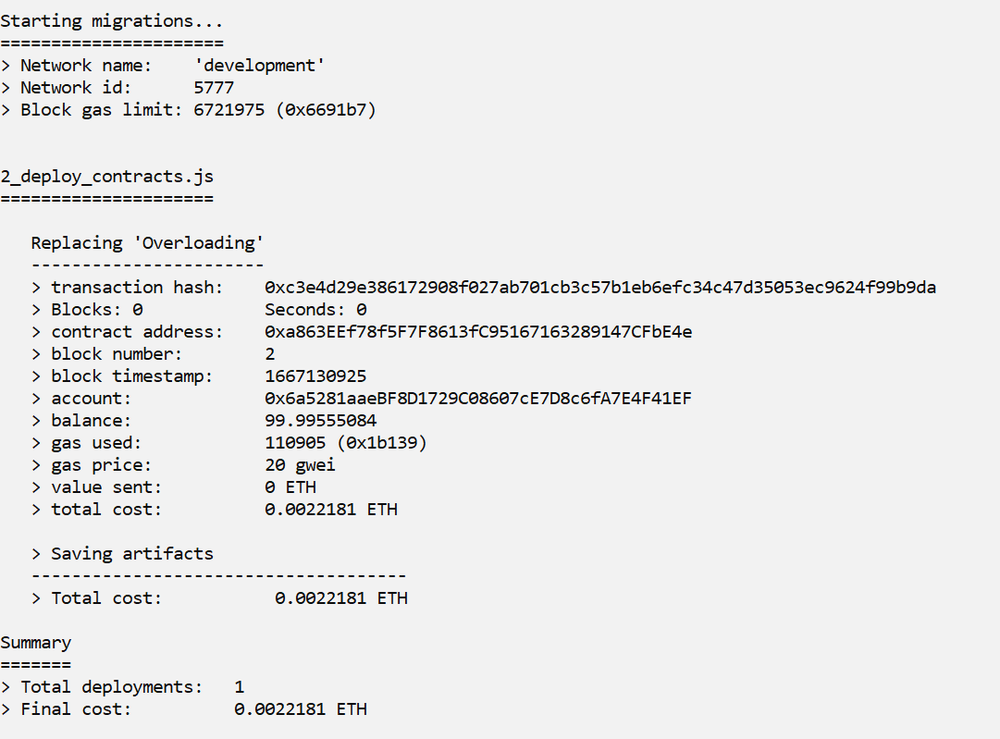 Starting migrations...
======================
> Network name:    'development'
> Network id:      5777
> Block gas limit: 6721975 (0x6691b7)
2_deploy_contracts.js
=====================
   Replacing 'Overloading'
   -----------------------
   > transaction hash:    0xc3e4d29e386172908f027ab701cb3c57b1eb6efc34c47d35053ec9624f99b9da
   > Blocks: 0            Seconds: 0
   > contract address:    0xa863EEf78f5F7F8613fC95167163289147CFbE4e
   > block number:        2
   > block timestamp:     1667130925
   > account:             0x6a5281aaeBF8D1729C08607cE7D8c6fA7E4F41EF
   > balance:             99.99555084
   > gas used:            110905 (0x1b139)
   > gas price:           20 gwei
   > value sent:          0 ETH
   > total cost:          0.0022181 ETH
   > Saving artifacts
   -------------------------------------
   > Total cost:           0.0022181 ETH
Summary
=======
> Total deployments:   1
> Final cost:          0.0022181 ETH